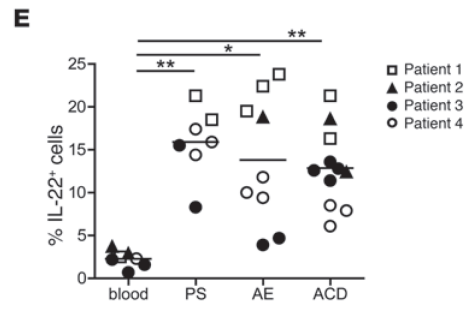 E
**
*
**
25
20
15
10
5
0
% IL-22⁺ cells
blood PS AE ACD
Patient 1
Patient 2
Patient 3
Patient 4